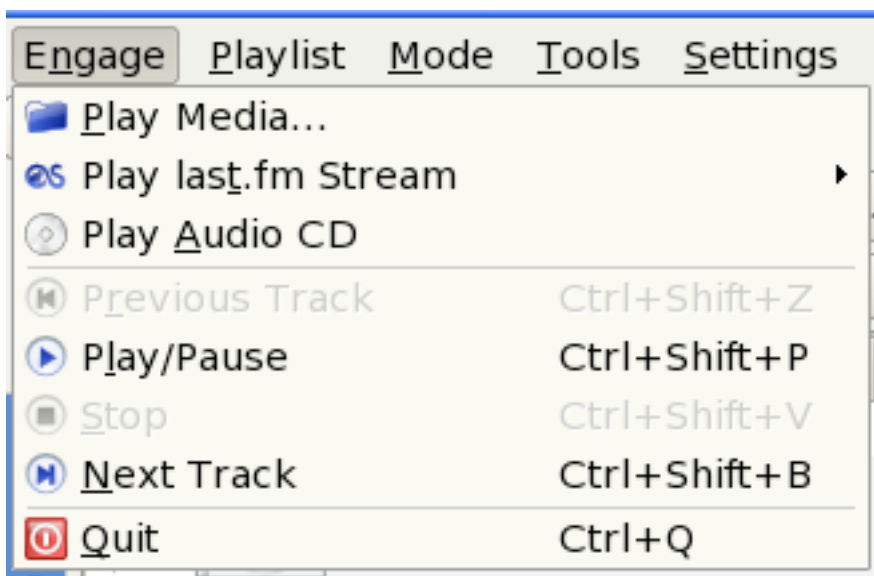 Engage Playlist Mode Tools Settings
Play Media...
Play last.fm Stream
Play Audio CD
Previous Track Ctrl+Shift+Z
Play/Pause Ctrl+Shift+P
Stop Ctrl+Shift+V
Next Track Ctrl+Shift+B
Quit Ctrl+Q